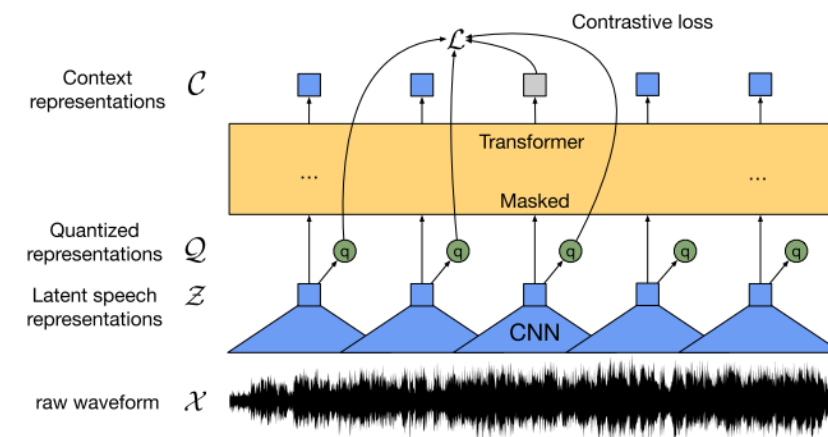 Contrastive loss
ℒ
Context
representations 𝒞
Transformer
... ...
Masked
Quantized
representations 𝒬
q q q q q
Latent speech
representations 𝒵
CNN
raw waveform 𝒳